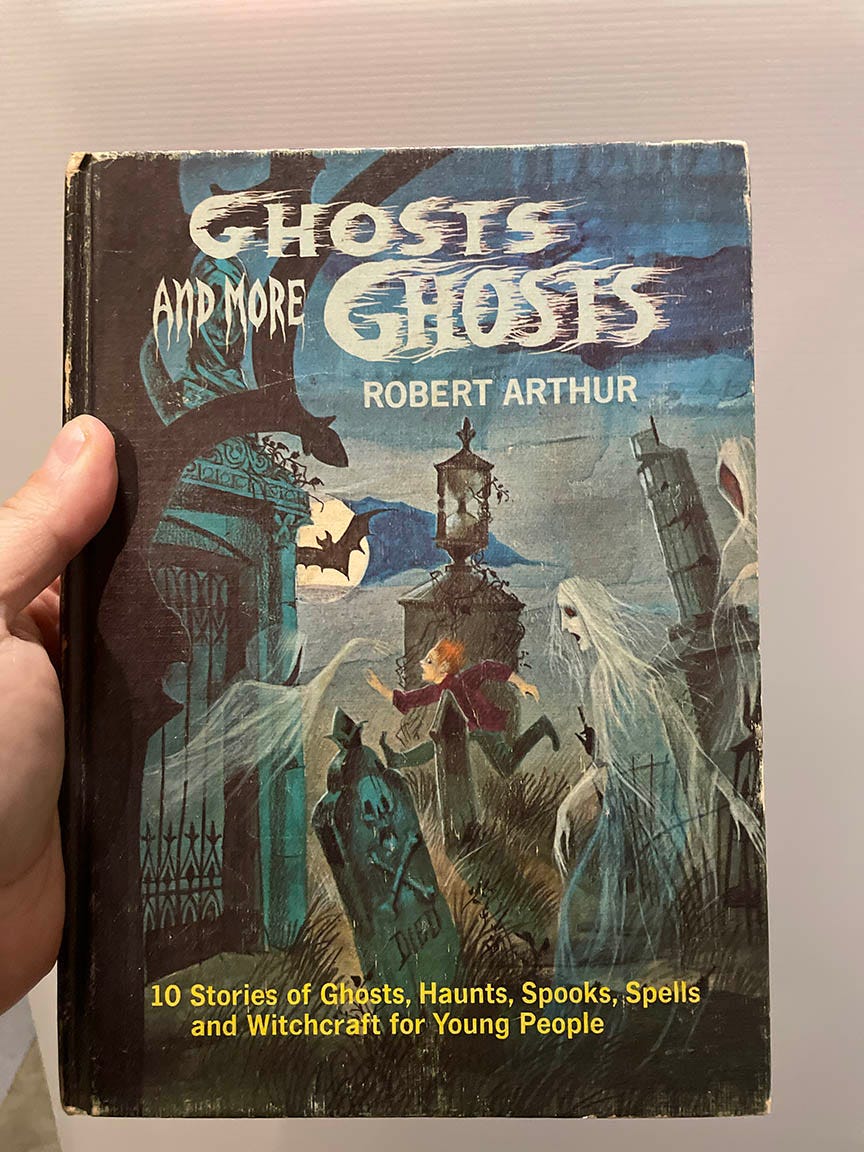 GHOSTS
AND MORE GHOSTS
ROBERT ARTHUR
DIED
10 Stories of Ghosts, Haunts, Spooks, Spells
and Witchcraft for Young People